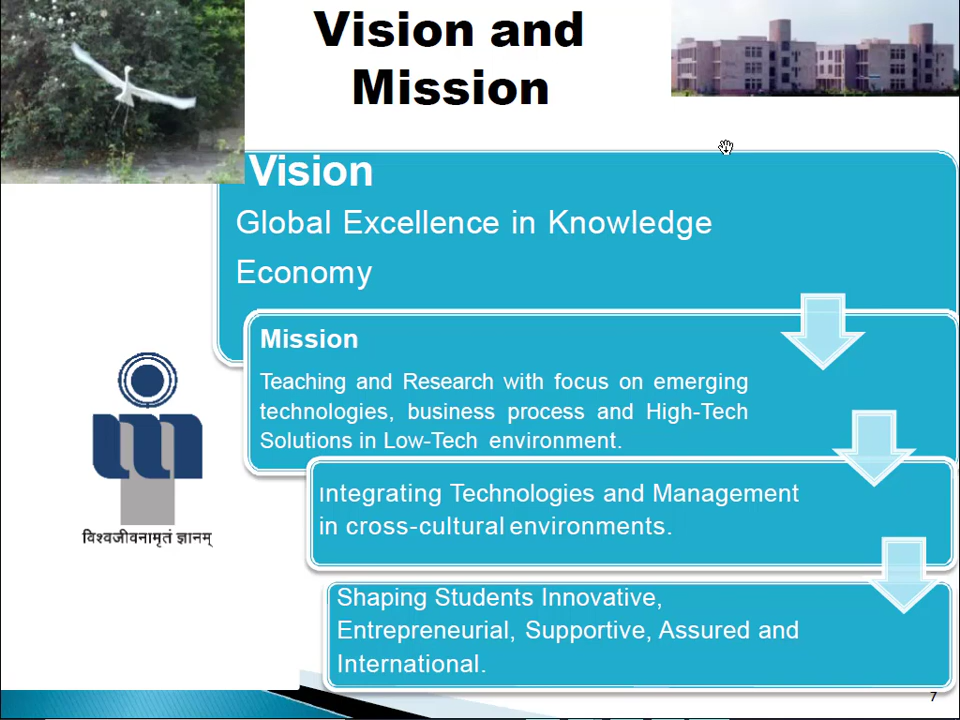 Vision and
Mission
Vision
Global Excellence in Knowledge
Economy
Mission
Teaching and Research with focus on emerging
technologies, business process and High-Tech
Solutions in Low-Tech environment.
Integrating Technologies and Management
in cross-cultural environments.
विश्वजीवनामृतं ज्ञानम्
Shaping Students Innovative,
Entrepreneurial, Supportive, Assured and
International.
7